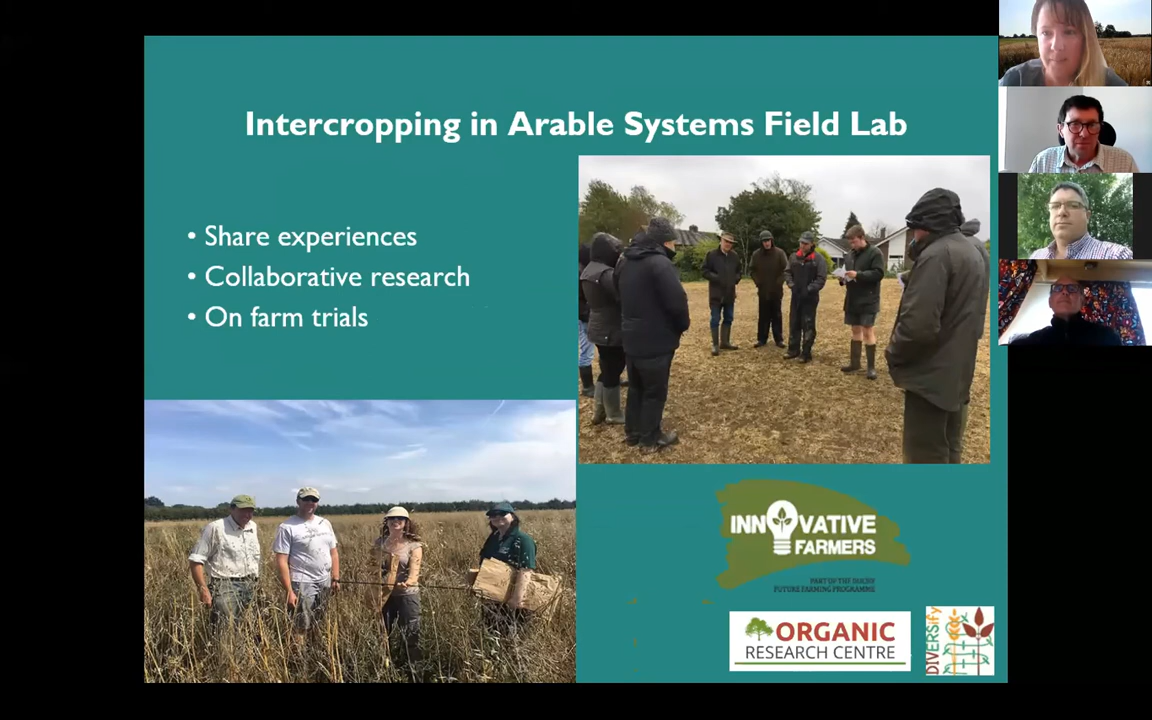 Intercropping in Arable Systems Field Lab
• Share experiences
• Collaborative research
• On farm trials
INNOVATIVE
FARMERS
PART OF THE DUCHY
FUTURE FARMING PROGRAMME
ORGANIC
RESEARCH CENTRE
DIVERSify